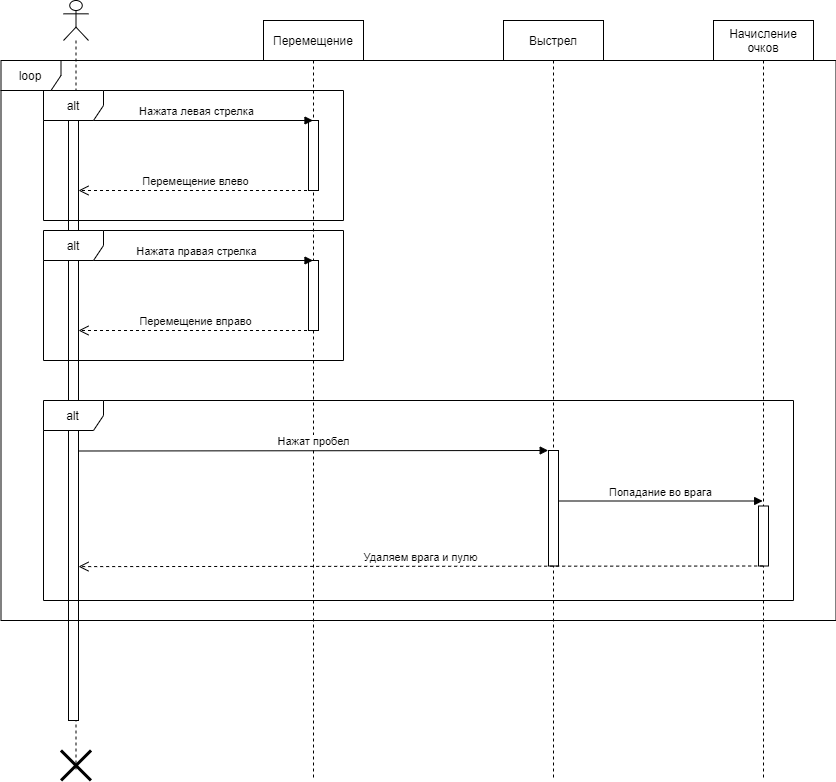 Перемещение
Выстрел
Начисление
очков
loop
alt
Нажата левая стрелка
Перемещение влево
alt
Нажата правая стрелка
Перемещение вправо
alt
Нажат пробел
Попадание во врага
Удаляем врага и пулю